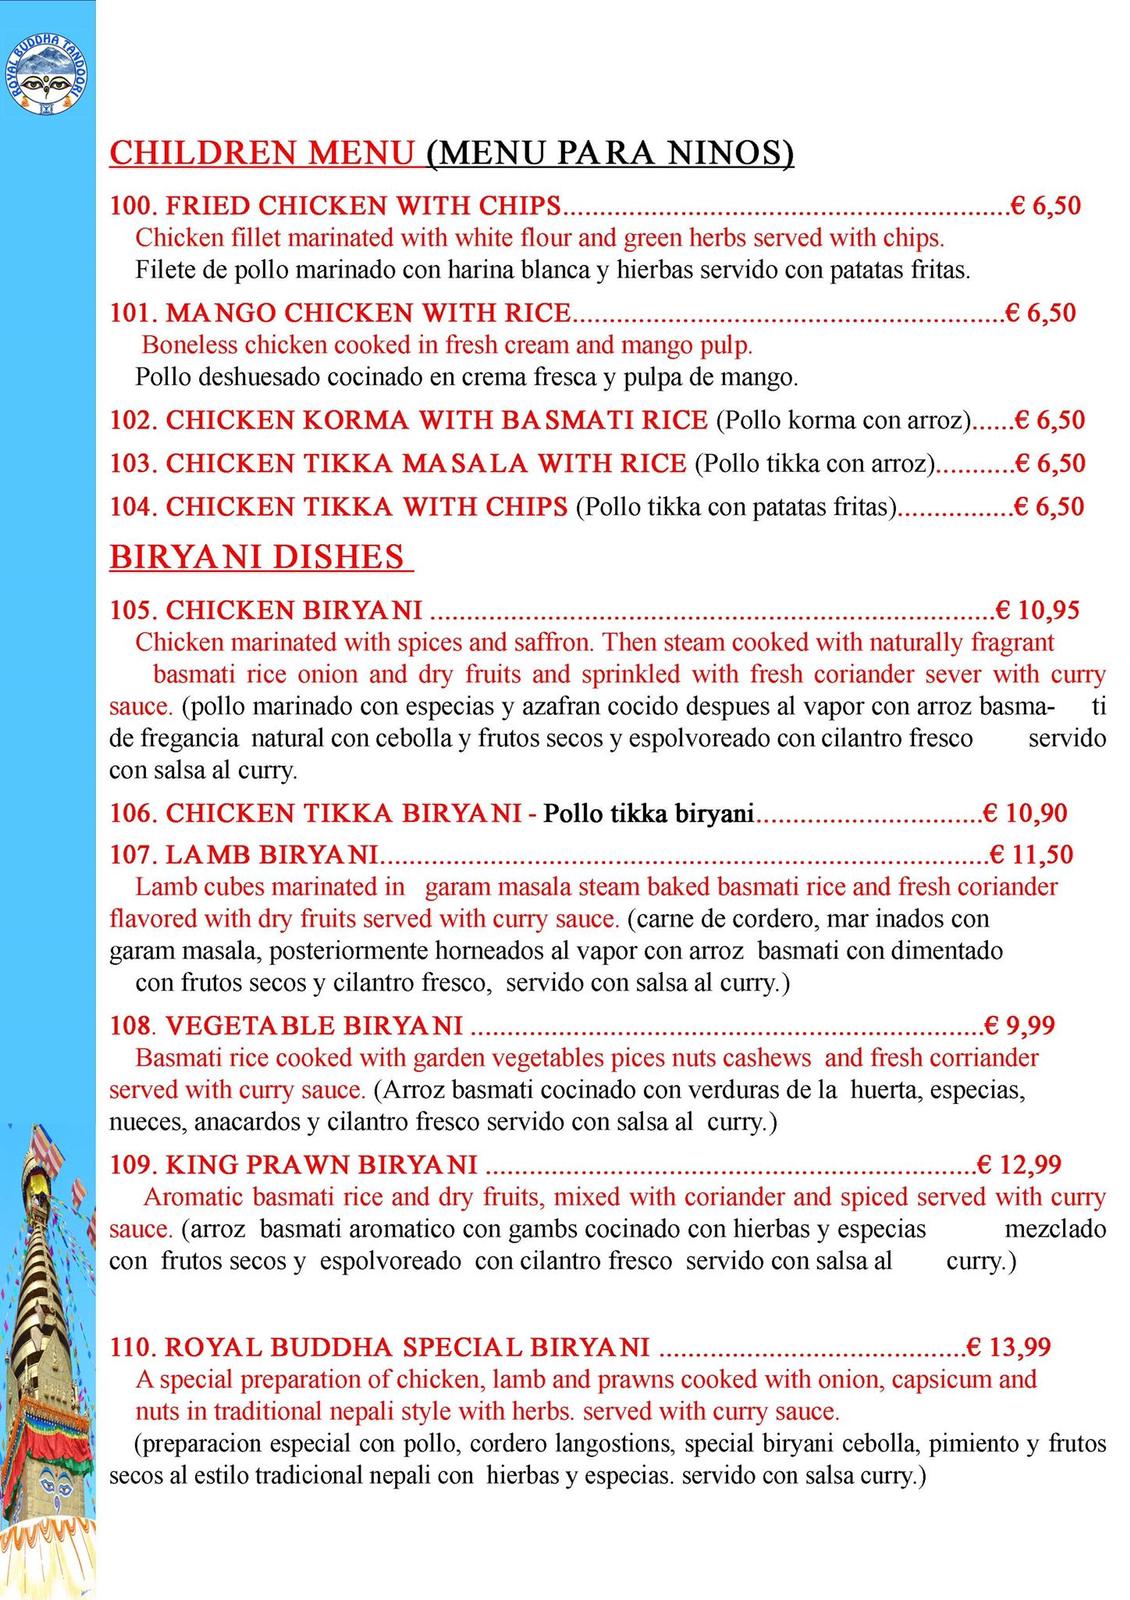 ROYAL BUDDHA TANDOORI
CHILDREN MENU (MENU PARA NINOS)
100. FRIED CHICKEN WITH CHIPS...................................................€ 6,50
Chicken fillet marinated with white flour and green herbs served with chips.
Filete de pollo marinado con harina blanca y hierbas servido con patatas fritas.
101. MANGO CHICKEN WITH RICE.................................................€ 6,50
Boneless chicken cooked in fresh cream and mango pulp.
Pollo deshuesado cocinado en crema fresca y pulpa de mango.
102. CHICKEN KORMA WITH BASMATI RICE (Pollo korma con arroz)......€ 6,50
103. CHICKEN TIKKA MASALA WITH RICE (Pollo tikka con arroz)...........€ 6,50
104. CHICKEN TIKKA WITH CHIPS (Pollo tikka con patatas fritas)................€ 6,50
BIRYANI DISHES
105. CHICKEN BIRYANI .................................................................€ 10,95
Chicken marinated with spices and saffron. Then steam cooked with naturally fragrant
basmati rice onion and dry fruits and sprinkled with fresh coriander sever with curry
sauce. (pollo marinado con especias y azafran cocido despues al vapor con arroz basma- ti
de fregancia natural con cebolla y frutos secos y espolvoreado con cilantro fresco servido
con salsa al curry.
106. CHICKEN TIKKA BIRYANI - Pollo tikka biryani..........................€ 10,90
107. LAMB BIRYANI......................................................................€ 11,50
Lamb cubes marinated in garam masala steam baked basmati rice and fresh coriander
flavored with dry fruits served with curry sauce. (carne de cordero, mar inados con
garam masala, posteriormente horneados al vapor con arroz basmati con dimentado
con frutos secos y cilantro fresco, servido con salsa al curry.)
108. VEGETABLE BIRYANI ...........................................................€ 9,99
Basmati rice cooked with garden vegetables pices nuts cashews and fresh corriander
served with curry sauce. (Arroz basmati cocinado con verduras de la huerta, especias,
nueces, anacardos y cilantro fresco servido con salsa al curry.)
109. KING PRAWN BIRYANI ........................................................€ 12,99
Aromatic basmati rice and dry fruits, mixed with coriander and spiced served with curry
sauce. (arroz basmati aromatico con gambs cocinado con hierbas y especias mezclado
con frutos secos y espolvoreado con cilantro fresco servido con salsa al curry.)
110. ROYAL BUDDHA SPECIAL BIRYANI ...................................€ 13,99
A special preparation of chicken, lamb and prawns cooked with onion, capsicum and
nuts in traditional nepali style with herbs. served with curry sauce.
(preparacion especial con pollo, cordero langostions, special biryani cebolla, pimiento y frutos
secos al estilo tradicional nepali con hierbas y especias. servido con salsa curry.)